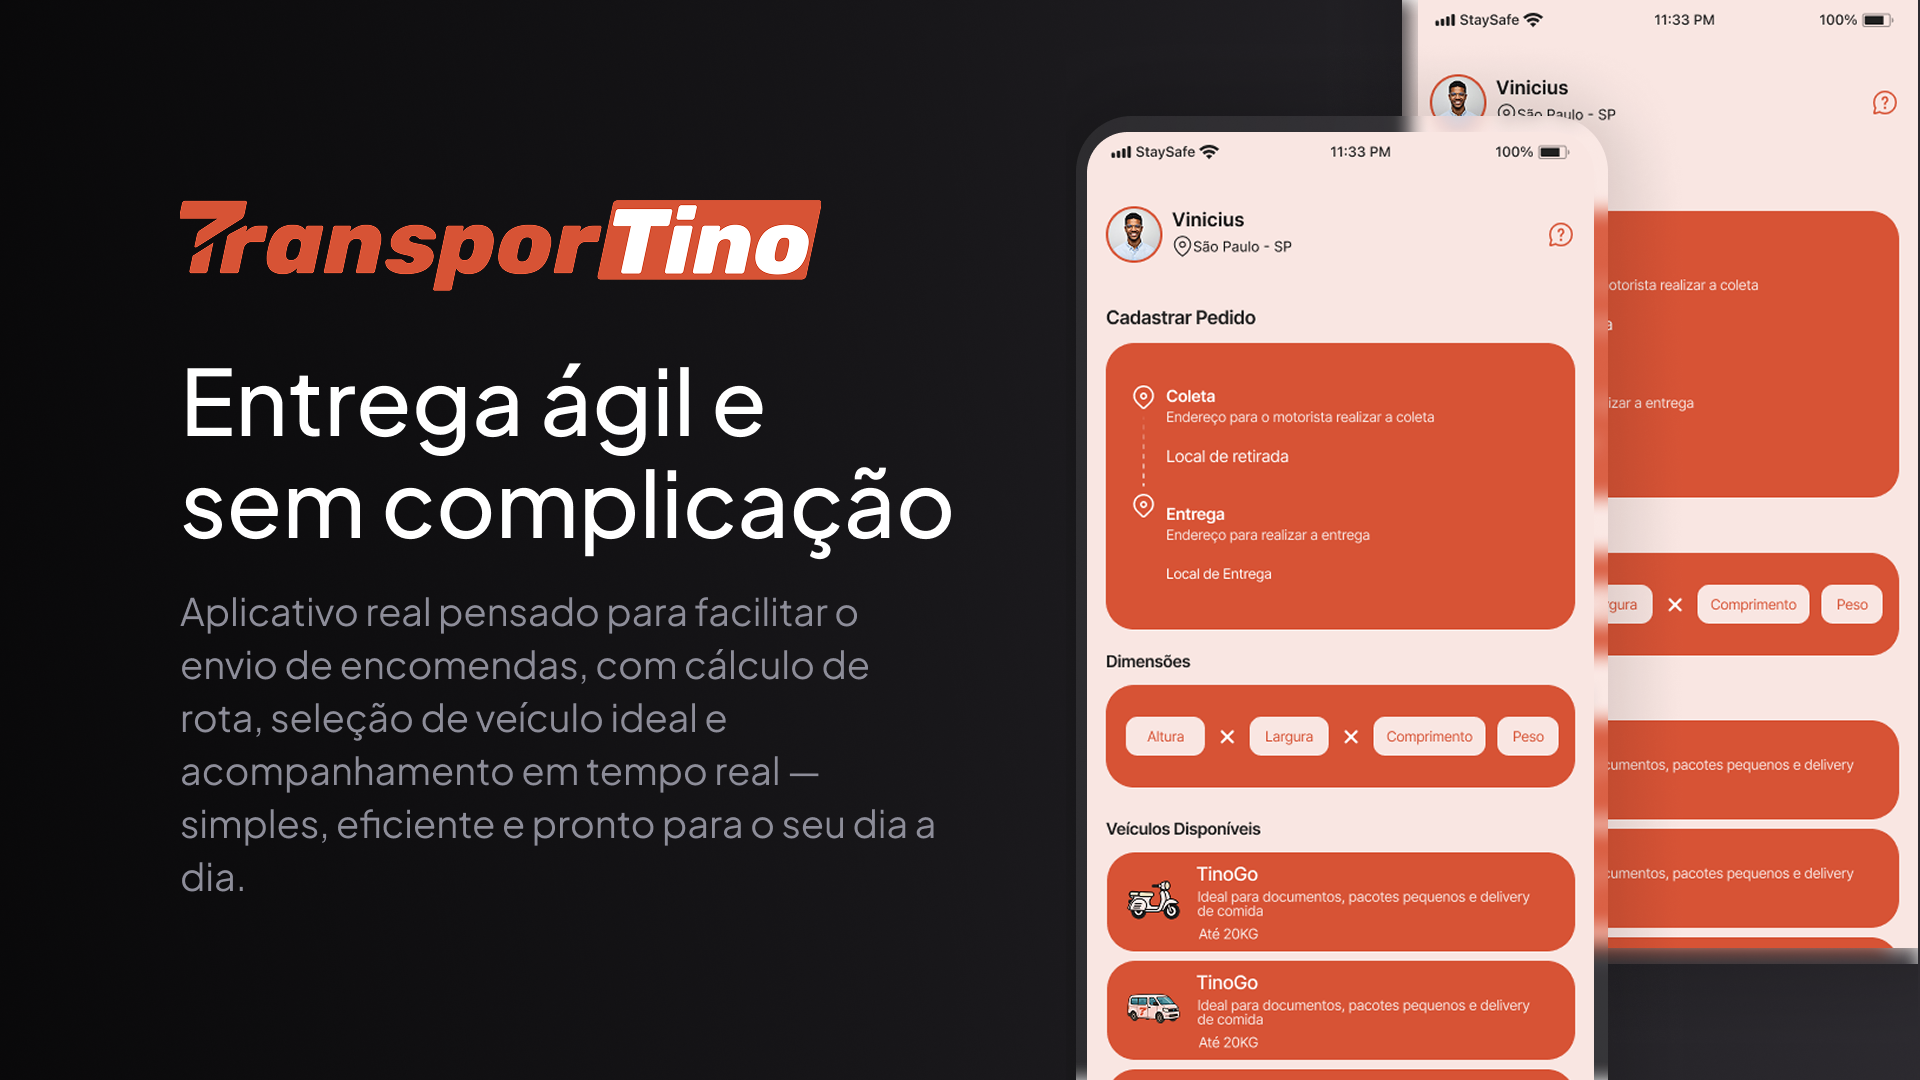 TransporTino
Entrega ágil e
sem complicação
Aplicativo real pensado para facilitar o
envio de encomendas, com cálculo de
rota, seleção de veículo ideal e
acompanhamento em tempo real —
simples, eficiente e pronto para o seu dia a
dia.
StaySafe 11:33 PM 100%
Vinicius
São Paulo - SP
Cadastrar Pedido
Coleta
Endereço para o motorista realizar a coleta
Local de retirada
Entrega
Endereço para realizar a entrega
Local de Entrega
Dimensões
Altura × Largura × Comprimento Peso
Veículos Disponíveis
TinoGo
Ideal para documentos, pacotes pequenos e delivery
de comida
Até 20KG
TinoGo
Ideal para documentos, pacotes pequenos e delivery
de comida
Até 20KG
StaySafe 11:33 PM 100%
Vinicius
São Paulo - SP
realizar a coleta
a entrega
× Comprimento Peso
pacotes pequenos e delivery
pacotes pequenos e delivery